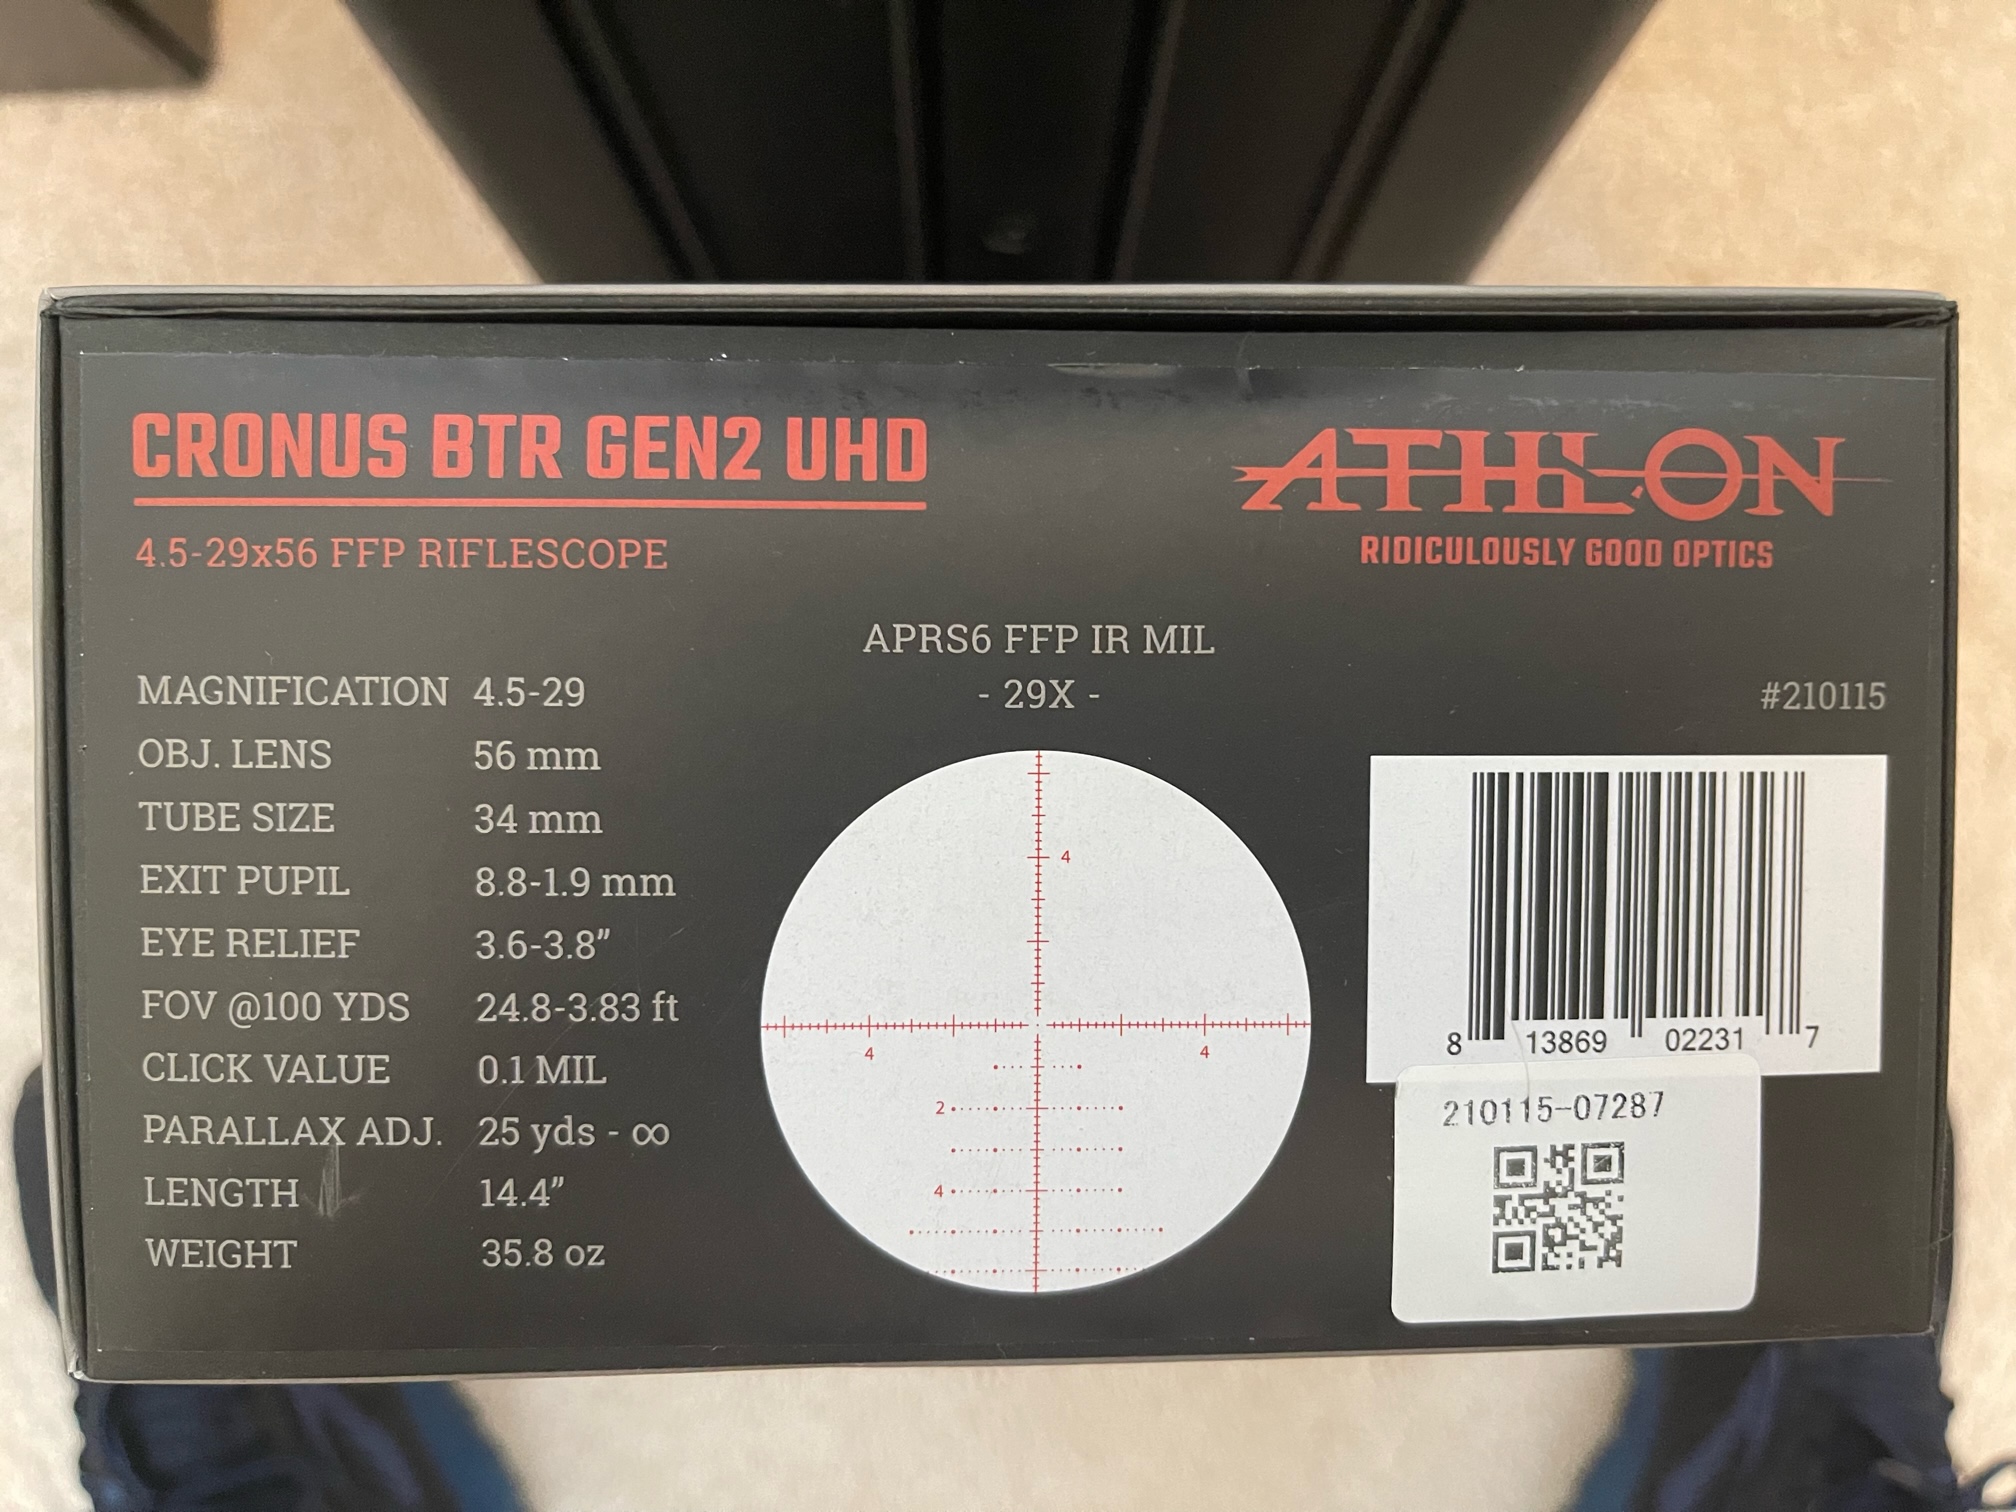 CRONUS BTR GEN2 UHD
4.5-29x56 FFP RIFLESCOPE
ATHLON
RIDICULOUSLY GOOD OPTICS
MAGNIFICATION 4.5-29
OBJ. LENS 56 mm
TUBE SIZE 34 mm
EXIT PUPIL 8.8-1.9 mm
EYE RELIEF 3.6-3.8″
FOV @100 YDS 24.8-3.83 ft
CLICK VALUE 0.1 MIL
PARALLAX ADJ. 25 yds - ∞
LENGTH 14.4″
WEIGHT 35.8 oz
APRS6 FFP IR MIL
- 29X -
4
4 4
2
4
#210115
8 13869 02231 7
210115-07287